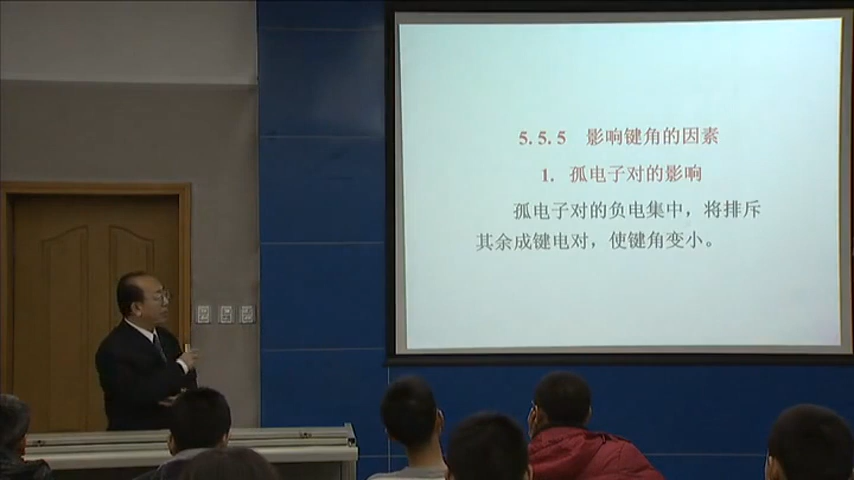 5.5.5 影响键角的因素
1. 孤电子对的影响
孤电子对的负电集中，将排斥
其余成键电对，使键角变小。